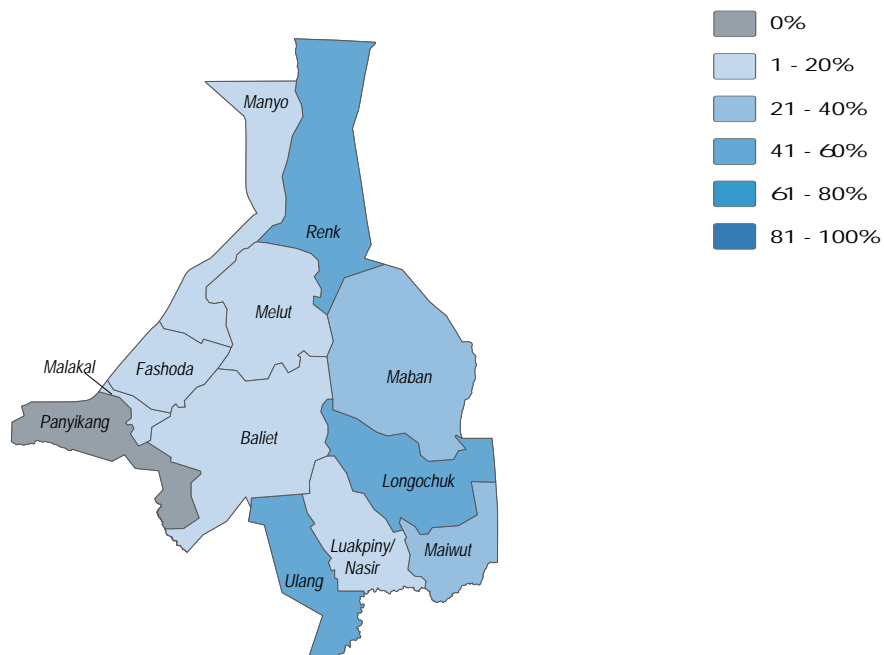 0%
1 - 20%
21 - 40%
41 - 60%
61 - 80%
81 - 100%
Manyo
Renk
Melut
Malakal
Fashoda
Maban
Panyikang
Baliet
Longochuk
Luakpiny/
Nasir
Maiwut
Ulang